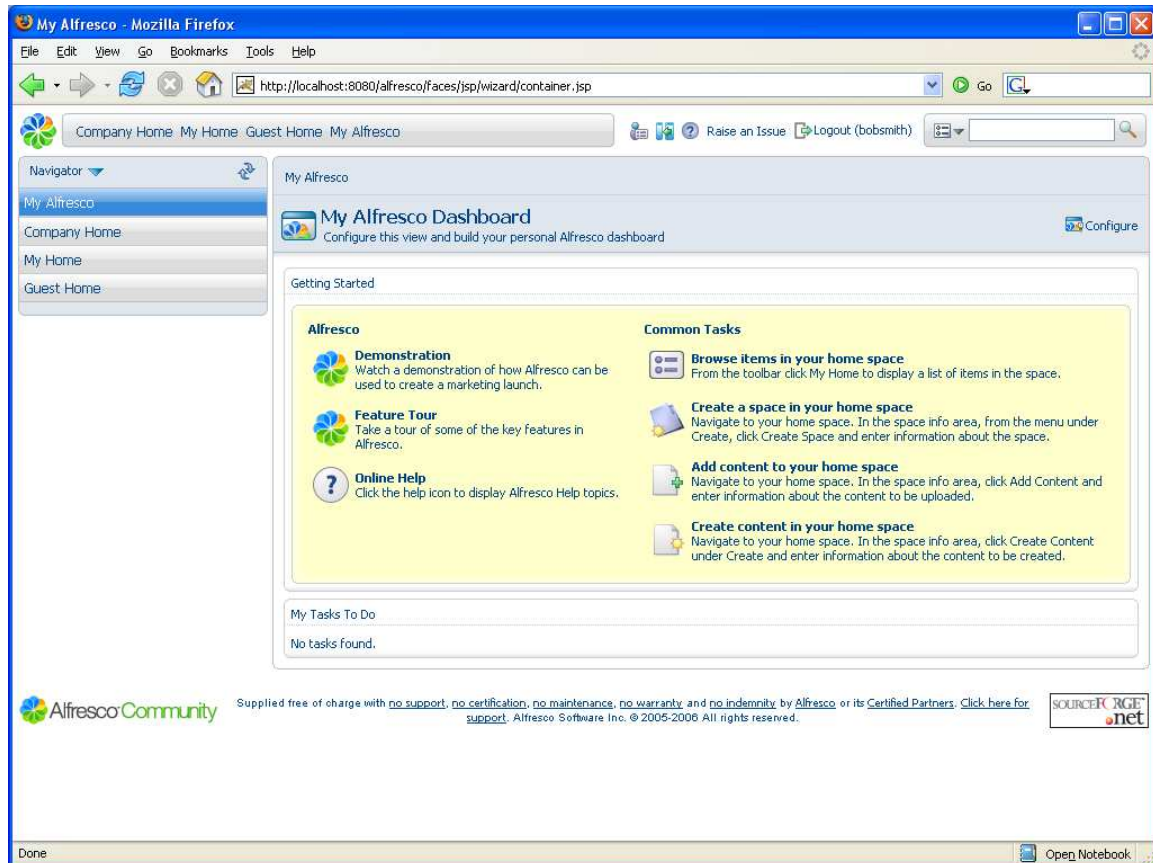 My Alfresco - Mozilla Firefox
File Edit View Go Bookmarks Tools Help
http://localhost:8080/alfresco/faces/jsp/wizard/container.jsp
Go
G
Company Home My Home Guest Home My Alfresco
Raise an Issue Logout (bobsmith)
Navigator
My Alfresco
Company Home
My Home
Guest Home
My Alfresco
My Alfresco Dashboard
Configure this view and build your personal Alfresco dashboard
Configure
Getting Started
Alfresco
Demonstration
Watch a demonstration of how Alfresco can be
used to create a marketing launch.
Feature Tour
Take a tour of some of the key features in
Alfresco.
Online Help
Click the help icon to display Alfresco Help topics.
Common Tasks
Browse items in your home space
From the toolbar click My Home to display a list of items in the space.
Create a space in your home space
Navigate to your home space. In the space info area, from the menu under
Create, click Create Space and enter information about the space.
Add content to your home space
Navigate to your home space. In the space info area, click Add Content and
enter information about the content to be uploaded.
Create content in your home space
Navigate to your home space. In the space info area, click Create Content
under Create and enter information about the content to be created.
My Tasks To Do
No tasks found.
Alfresco Community
Supplied free of charge with no support, no certification, no maintenance, no warranty and no indemnity by Alfresco or its Certified Partners. Click here for
support. Alfresco Software Inc. © 2005-2006 All rights reserved.
SOURCEFORGE
.net
Done
Open Notebook